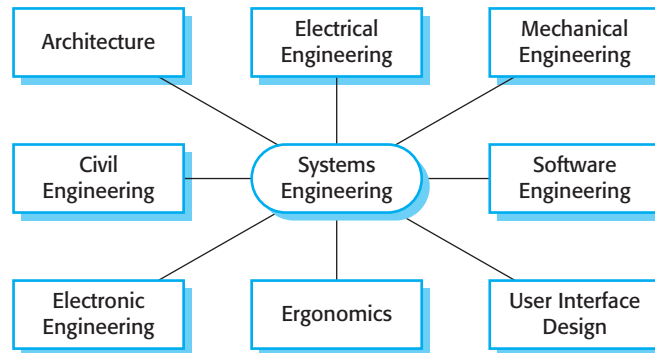 Architecture
Electrical
Engineering
Mechanical
Engineering
Civil
Engineering
Systems
Engineering
Software
Engineering
Electronic
Engineering
Ergonomics
User Interface
Design